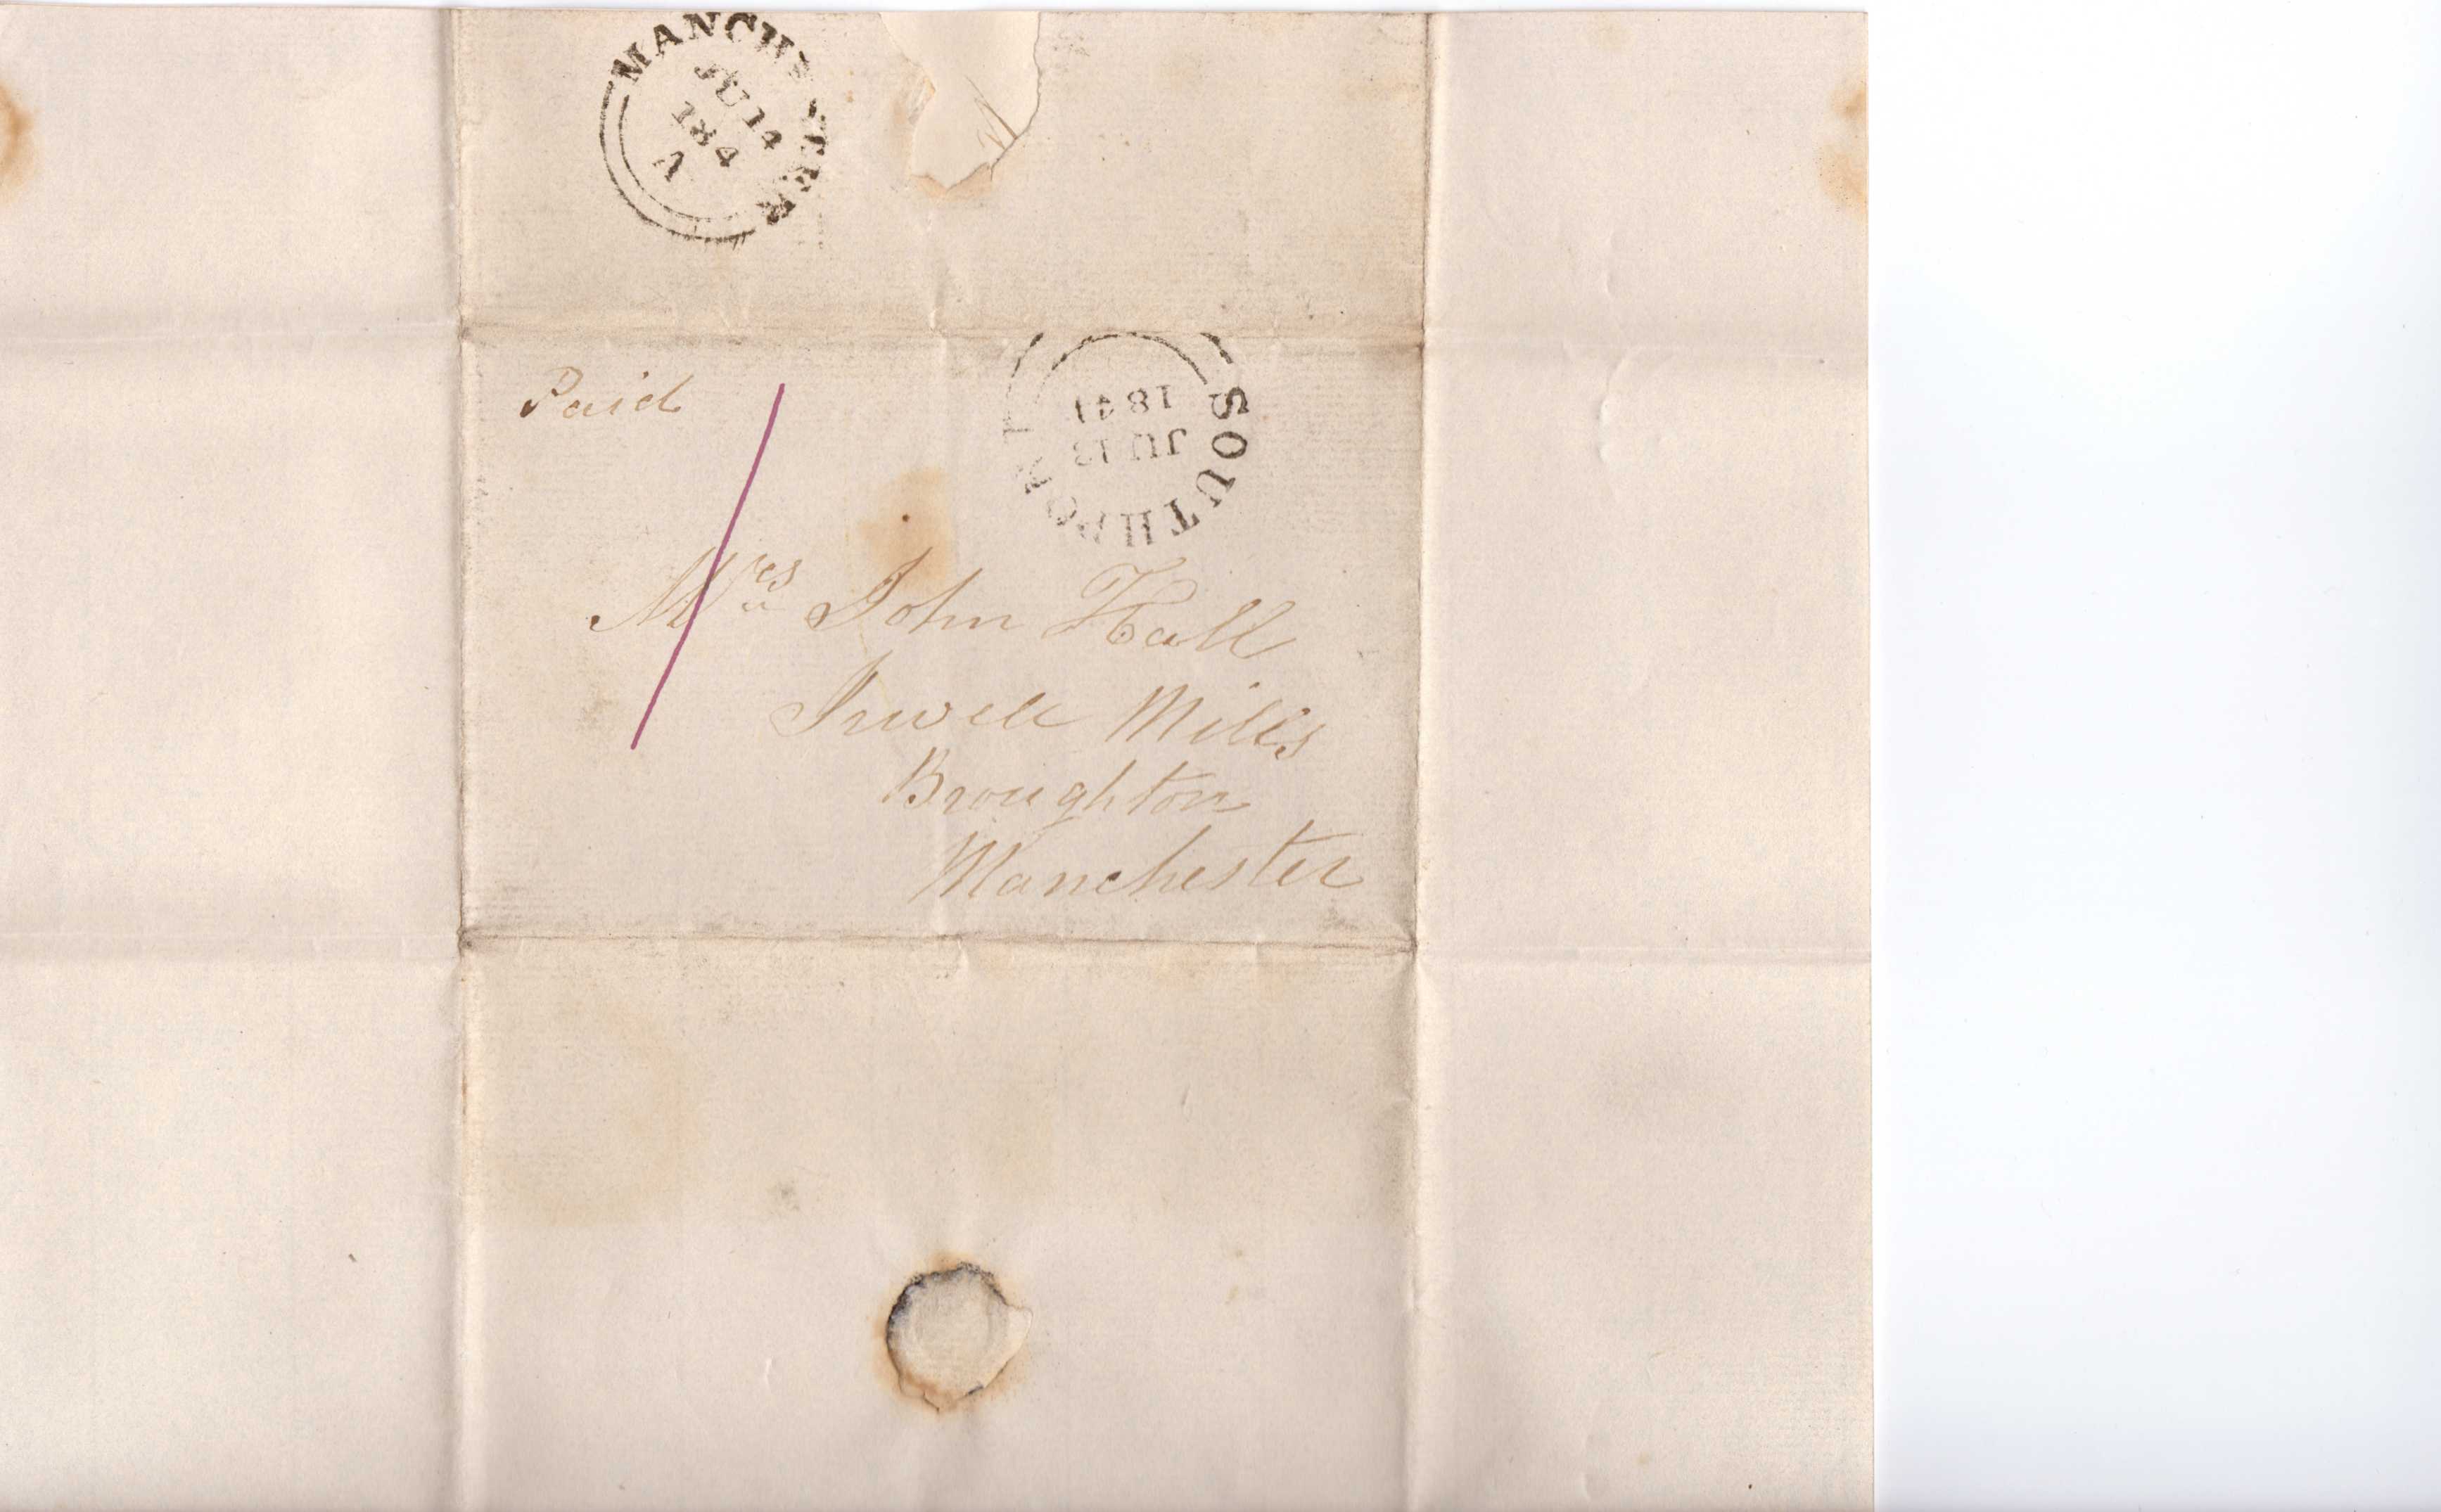 MANCHESTER
JU 14
184
A
Paid
SOUTHPORT
JU 13
1841
Mrs John Hall
Irwell Mills
Broughton
Manchester